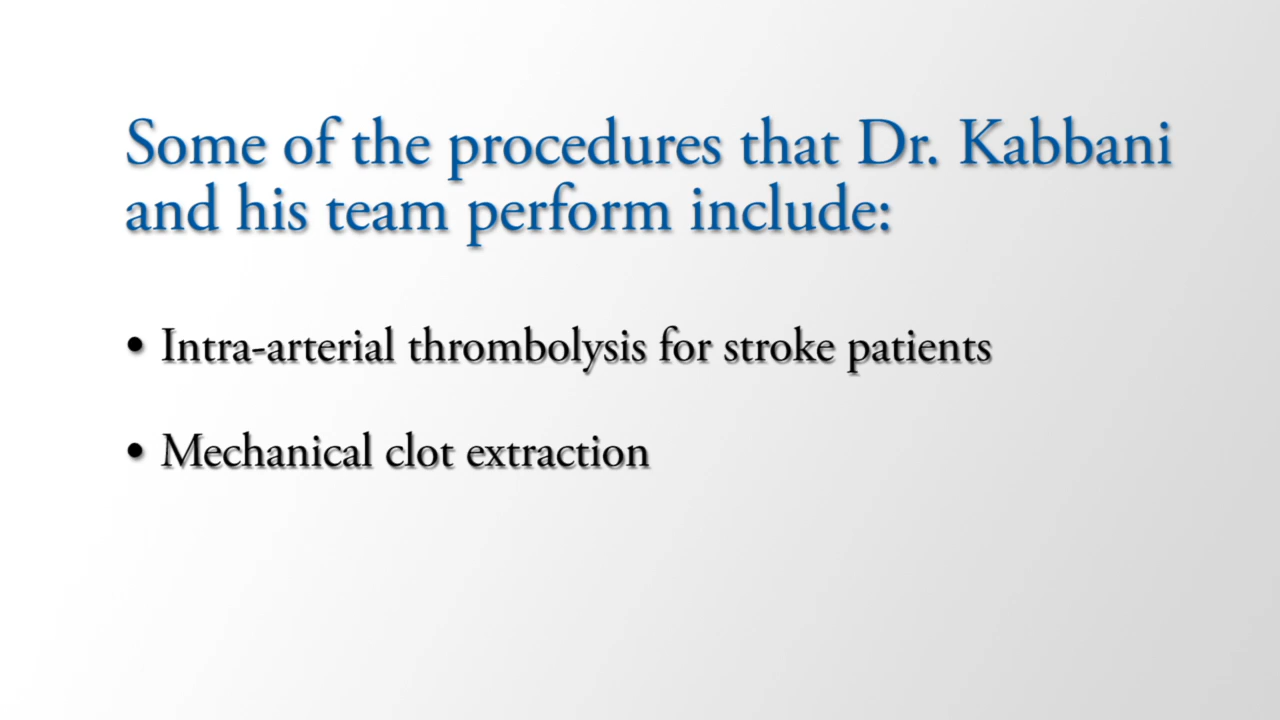 Some of the procedures that Dr. Kabbani
and his team perform include:
• Intra-arterial thrombolysis for stroke patients
• Mechanical clot extraction